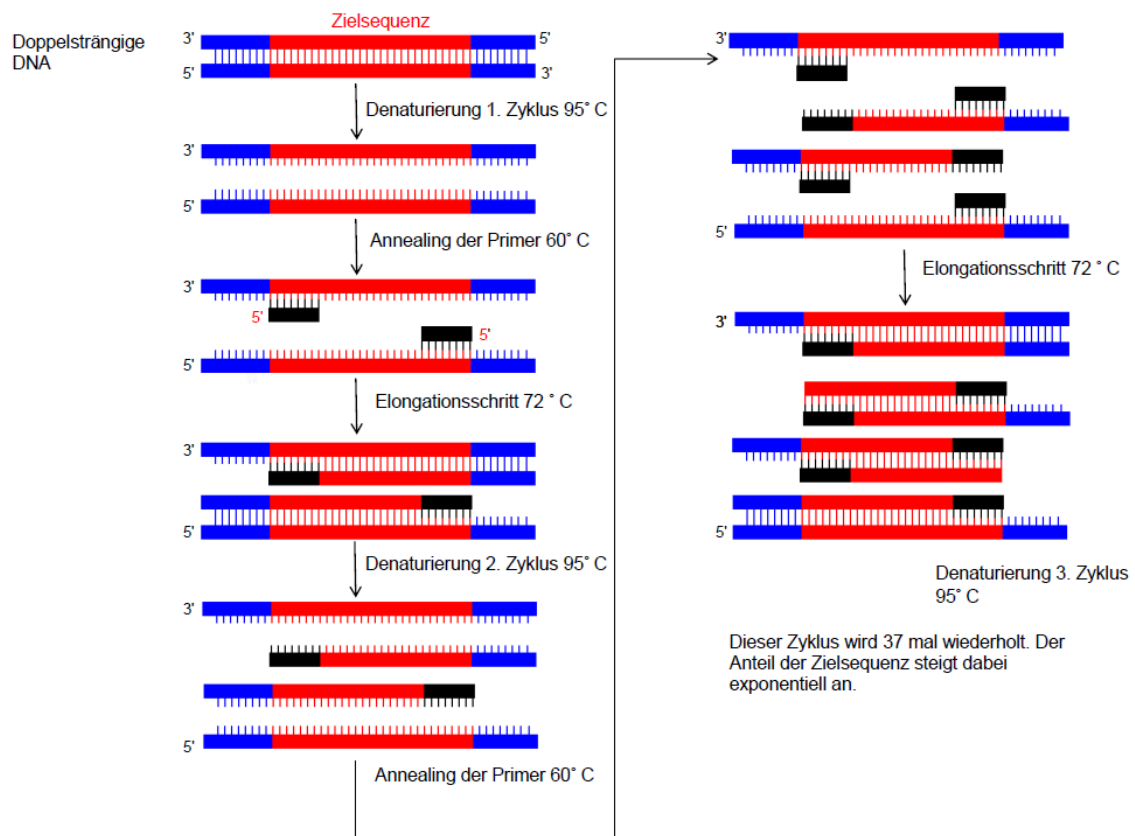 Zielsequenz
Doppelsträngige
DNA
3'
5'
5'
3'
Denaturierung 1. Zyklus 95° C
3'
5'
Annealing der Primer 60° C
3'
5'
5'
5'
Elongationsschritt 72 ° C
3'
5'
Denaturierung 2. Zyklus 95° C
3'
5'
Annealing der Primer 60° C
3'
5'
Elongationsschritt 72 ° C
3'
5'
Denaturierung 3. Zyklus
95° C
Dieser Zyklus wird 37 mal wiederholt. Der
Anteil der Zielsequenz steigt dabei
exponentiell an.